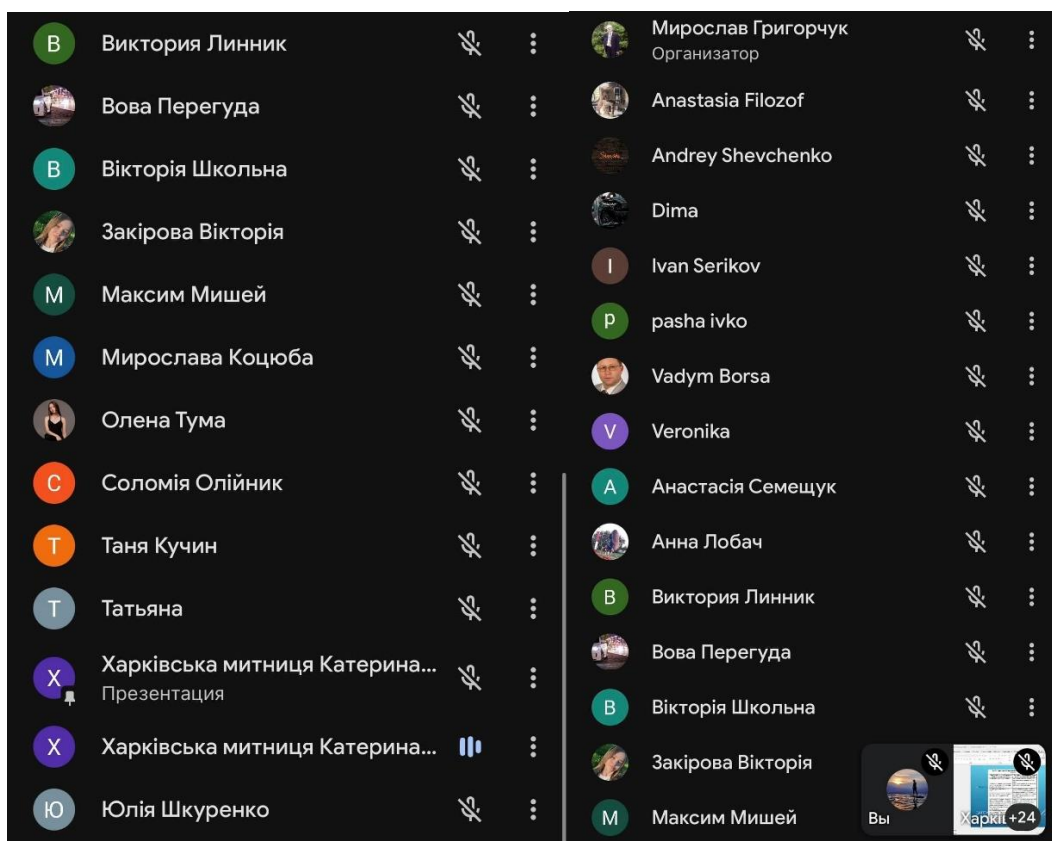 В Виктория Линник
Вова Перегуда
В Вікторія Школьна
Закірова Вікторія
М Максим Мишей
М Мирослава Коцюба
Олена Тума
С Соломія Олійник
Т Таня Кучин
Т Татьяна
Х Харківська митниця Катерина...
Презентация
Х Харківська митниця Катерина...
Ю Юлія Шкуренко
Мирослав Григорчук
Организатор
Anastasia Filozof
Andrey Shevchenko
Dima
I Ivan Serikov
p pasha ivko
Vadym Borsa
V Veronika
А Анастасія Семещук
Анна Лобач
В Виктория Линник
Вова Перегуда
В Вікторія Школьна
Закірова Вікторія
М Максим Мишей
Вы
Харкі
+24